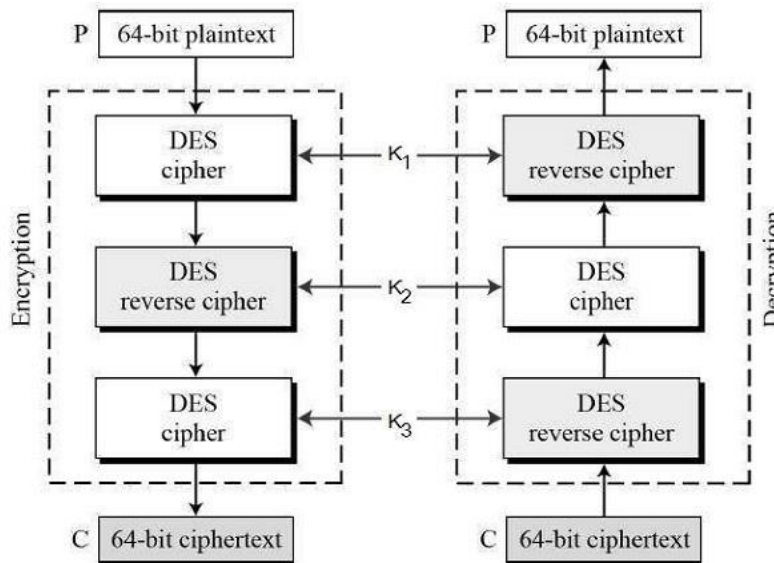 P 64-bit plaintext
P 64-bit plaintext
Encryption
DES
cipher
K1
DES
reverse cipher
DES
reverse cipher
K2
DES
cipher
DES
cipher
K3
DES
reverse cipher
Decryption
C 64-bit ciphertext
C 64-bit ciphertext